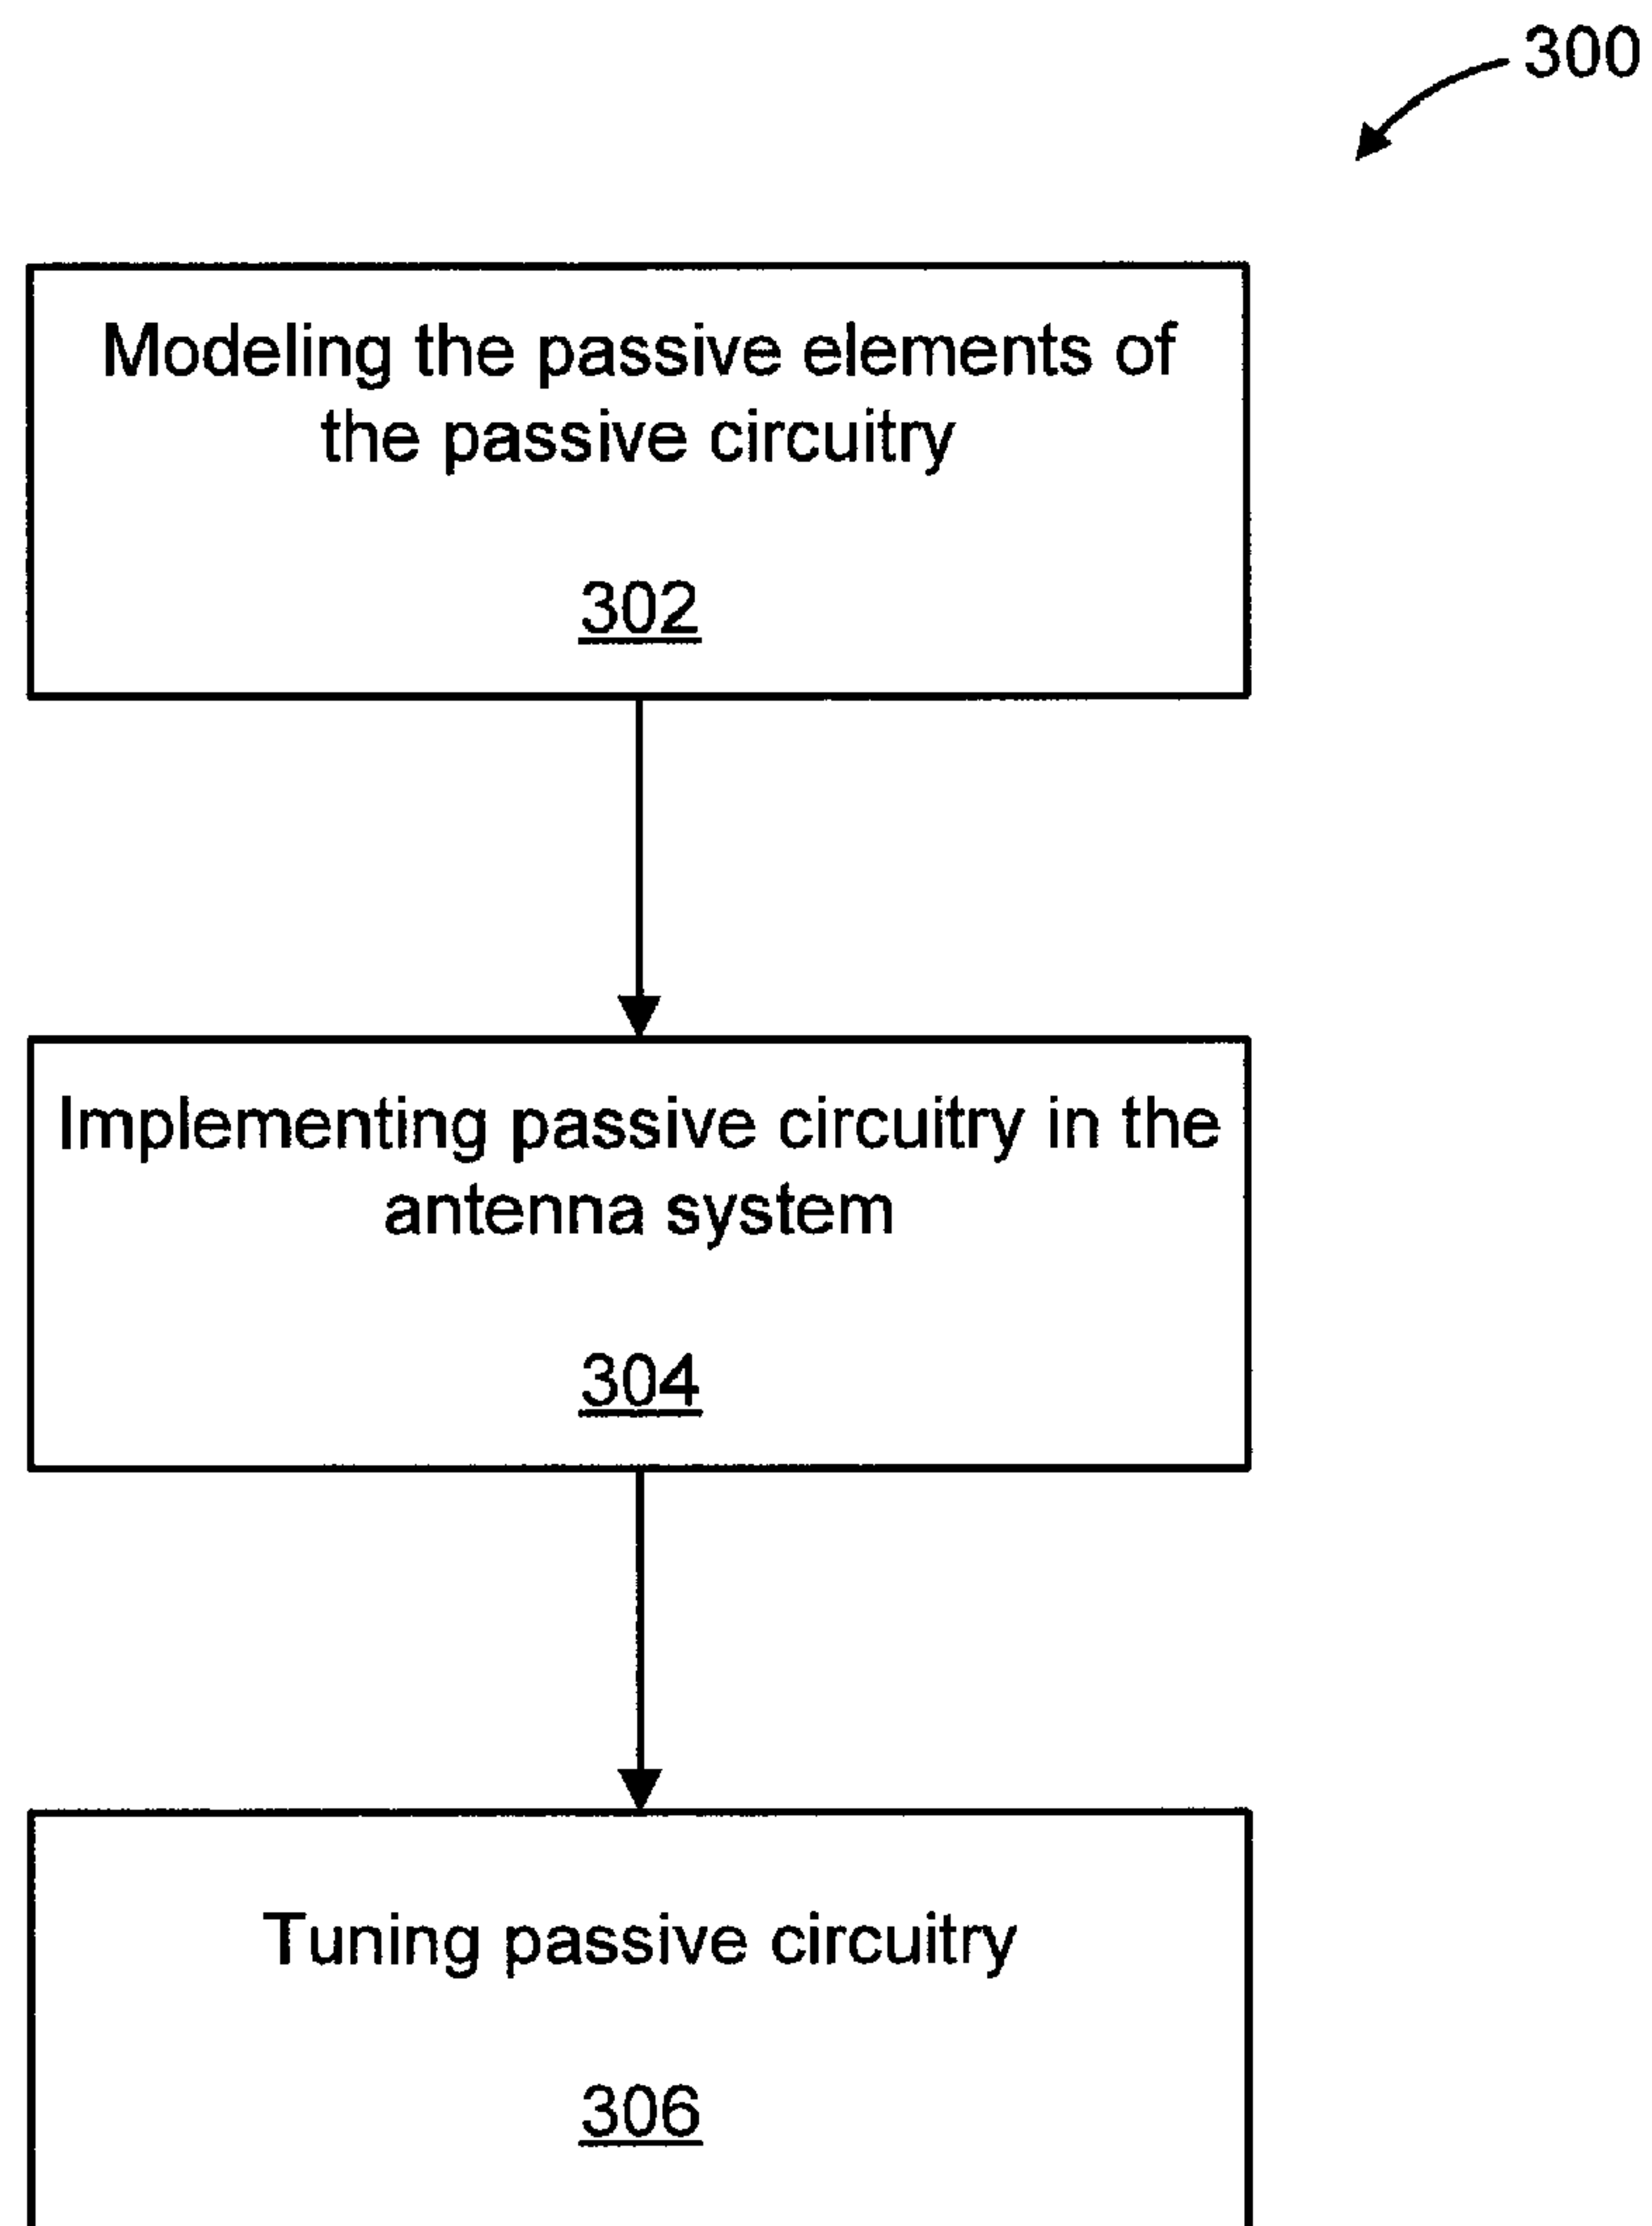 300
Modeling the passive elements of
the passive circuitry
302
Implementing passive circuitry in the
antenna system
304
Tuning passive circuitry
306